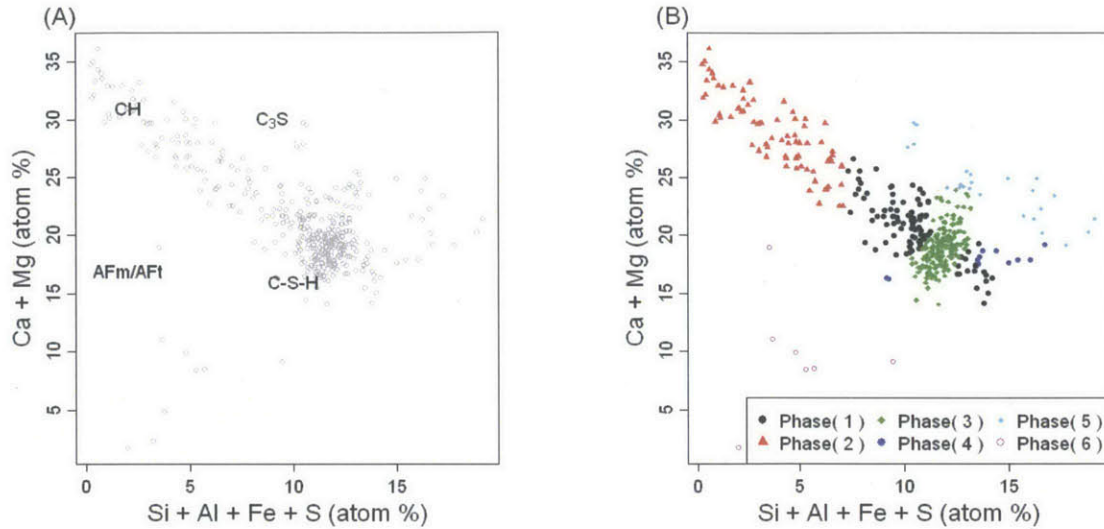 (A)
Ca + Mg (atom %)
35
30
25
20
15
10
5
CH
C3S
AFm/AFt
C-S-H
0 5 10 15
Si + Al + Fe + S (atom %)
(B)
Ca + Mg (atom %)
35
30
25
20
15
10
5
Phase( 1 ) Phase( 3 ) Phase( 5 )
Phase( 2 ) Phase( 4 ) Phase( 6 )
0 5 10 15
Si + Al + Fe + S (atom %)